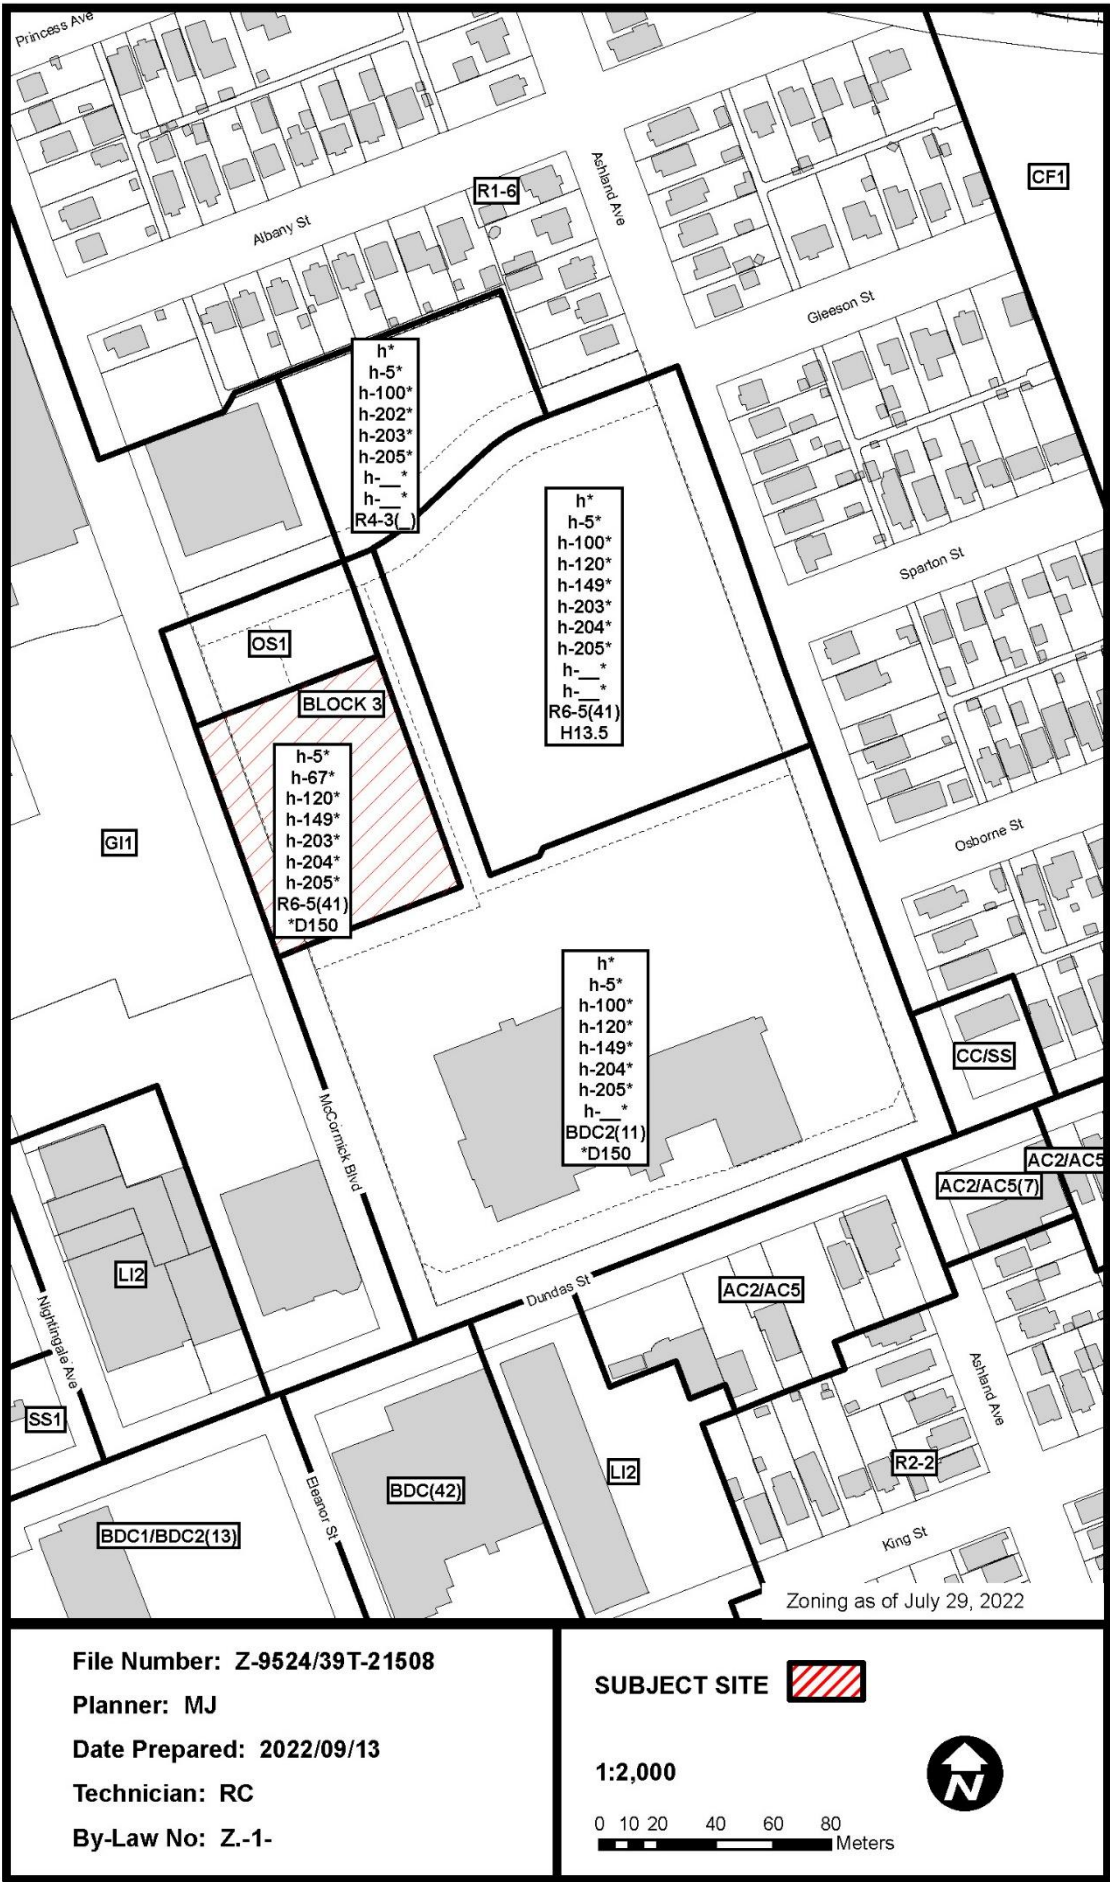 Princess Ave
Ashland Ave
R1-6
CF1
Albany St
Gleeson St
h*
h-5*
h-100*
h-202*
h-203*
h-205*
h-__*
h-__*
R4-3(_)
h*
h-5*
h-100*
h-120*
h-149*
h-203*
h-204*
h-205*
h-__*
h-__*
R6-5(41)
H13.5
Sparton St
OS1
BLOCK 3
h-5*
h-67*
h-120*
h-149*
h-203*
h-204*
h-205*
R6-5(41)
*D150
GI1
Osborne St
h*
h-5*
h-100*
h-120*
h-149*
h-204*
h-205*
h-__*
BDC2(11)
*D150
CC/SS
McCormick Blvd
AC2/AC5
AC2/AC5(7)
LI2
Dundas St
AC2/AC5
Nightingale Ave
Ashland Ave
SS1
R2-2
LI2
BDC(42)
Eleanor St
BDC1/BDC2(13)
King St
Zoning as of July 29, 2022
File Number: Z-9524/39T-21508
Planner: MJ
Date Prepared: 2022/09/13
Technician: RC
By-Law No: Z.-1-
SUBJECT SITE
1:2,000
N
0 10 20 40 60 80
Meters